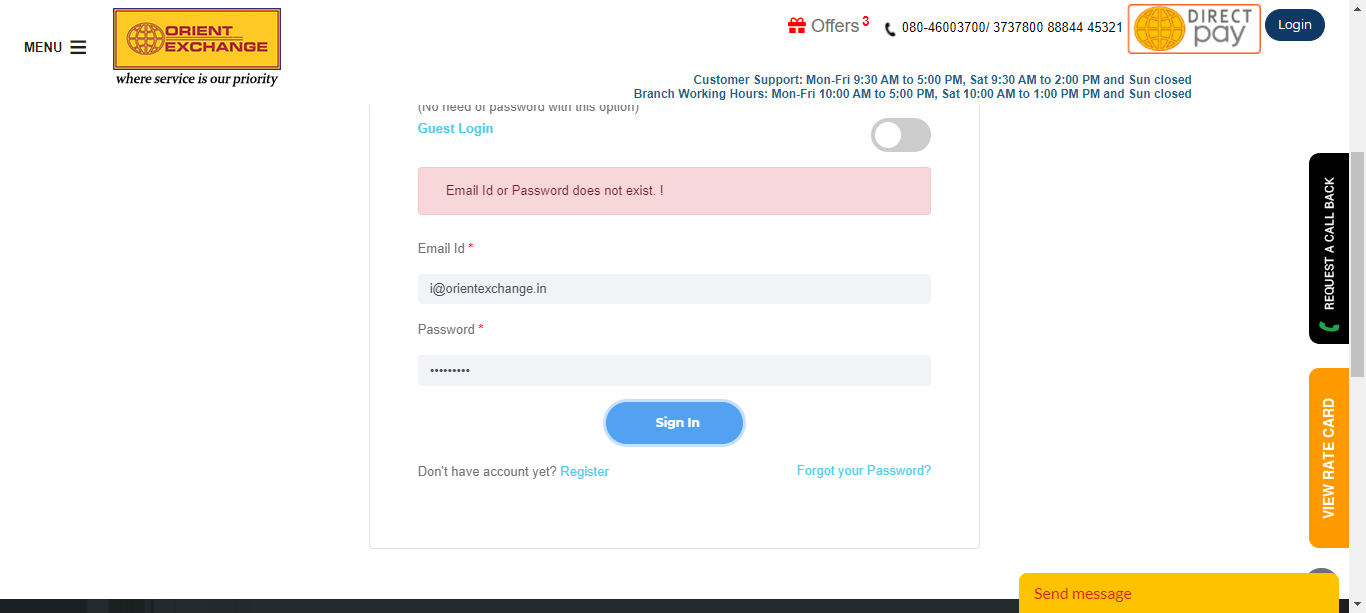 MENU
ORIENT
EXCHANGE
where service is our priority
Offers 3
080-46003700/ 3737800 88844 45321
DIRECT
pay
Login
Customer Support: Mon-Fri 9:30 AM to 5:00 PM, Sat 9:30 AM to 2:00 PM and Sun closed
Branch Working Hours: Mon-Fri 10:00 AM to 5:00 PM, Sat 10:00 AM to 1:00 PM PM and Sun closed
(No need of password with this option)
Guest Login
Email Id or Password does not exist. !
Email Id *
i@orientexchange.in
Password *
•••••••••
Sign In
Don't have account yet? Register
Forgot your Password?
REQUEST A CALL BACK
VIEW RATE CARD
Send message